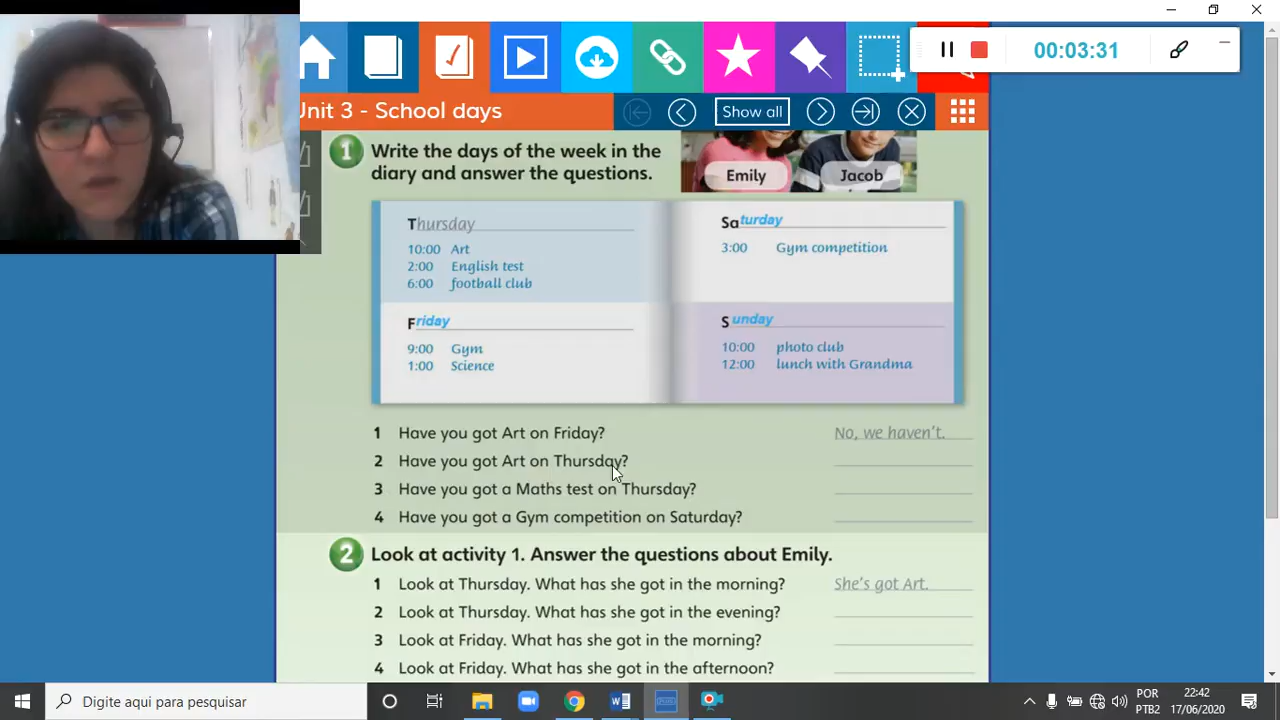 00:03:31
Unit 3 - School days
Show all
1 Write the days of the week in the
diary and answer the questions.
Emily
Jacob
Thursday
10:00 Art
2:00 English test
6:00 football club
Saturday
3:00 Gym competition
Friday
9:00 Gym
1:00 Science
Sunday
10:00 photo club
12:00 lunch with Grandma
1 Have you got Art on Friday? No, we haven't.
2 Have you got Art on Thursday?
3 Have you got a Maths test on Thursday?
4 Have you got a Gym competition on Saturday?
2 Look at activity 1. Answer the questions about Emily.
1 Look at Thursday. What has she got in the morning? She's got Art.
2 Look at Thursday. What has she got in the evening?
3 Look at Friday. What has she got in the morning?
4 Look at Friday. What has she got in the afternoon?
Digite aqui para pesquisar
POR
PTB2
22:42
17/06/2020